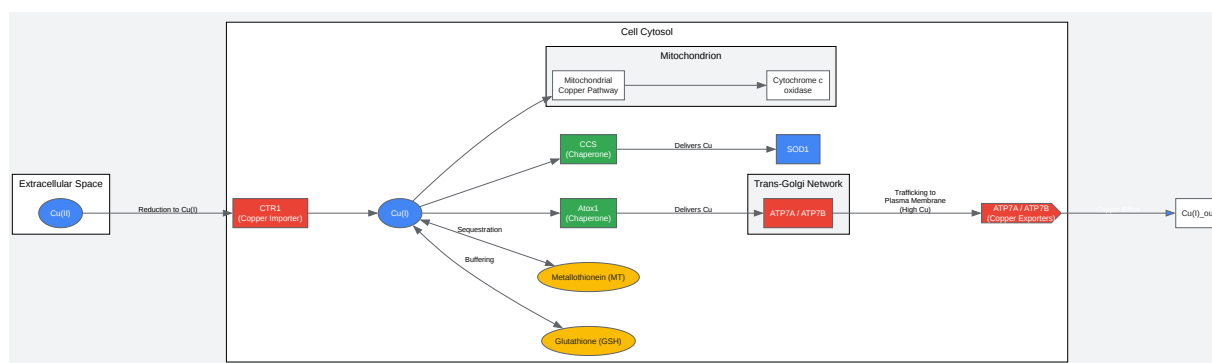 Cell Cytosol
Mitochondrion
Mitochondrial
Copper Pathway
Cytochrome c
oxidase
CCS
(Chaperone)
Delivers Cu
SOD1
Extracellular Space
Cu(II)
Reduction to Cu(I)
CTR1
(Copper Importer)
Cu(I)
Atox1
(Chaperone)
Delivers Cu
Trans-Golgi Network
ATP7A / ATP7B
Trafficking to
Plasma Membrane
(High Cu)
ATP7A / ATP7B
(Copper Exporters)
Cu(I)_ou
Sequestration
Metallothionein (MT)
Buffering
Glutathione (GSH)